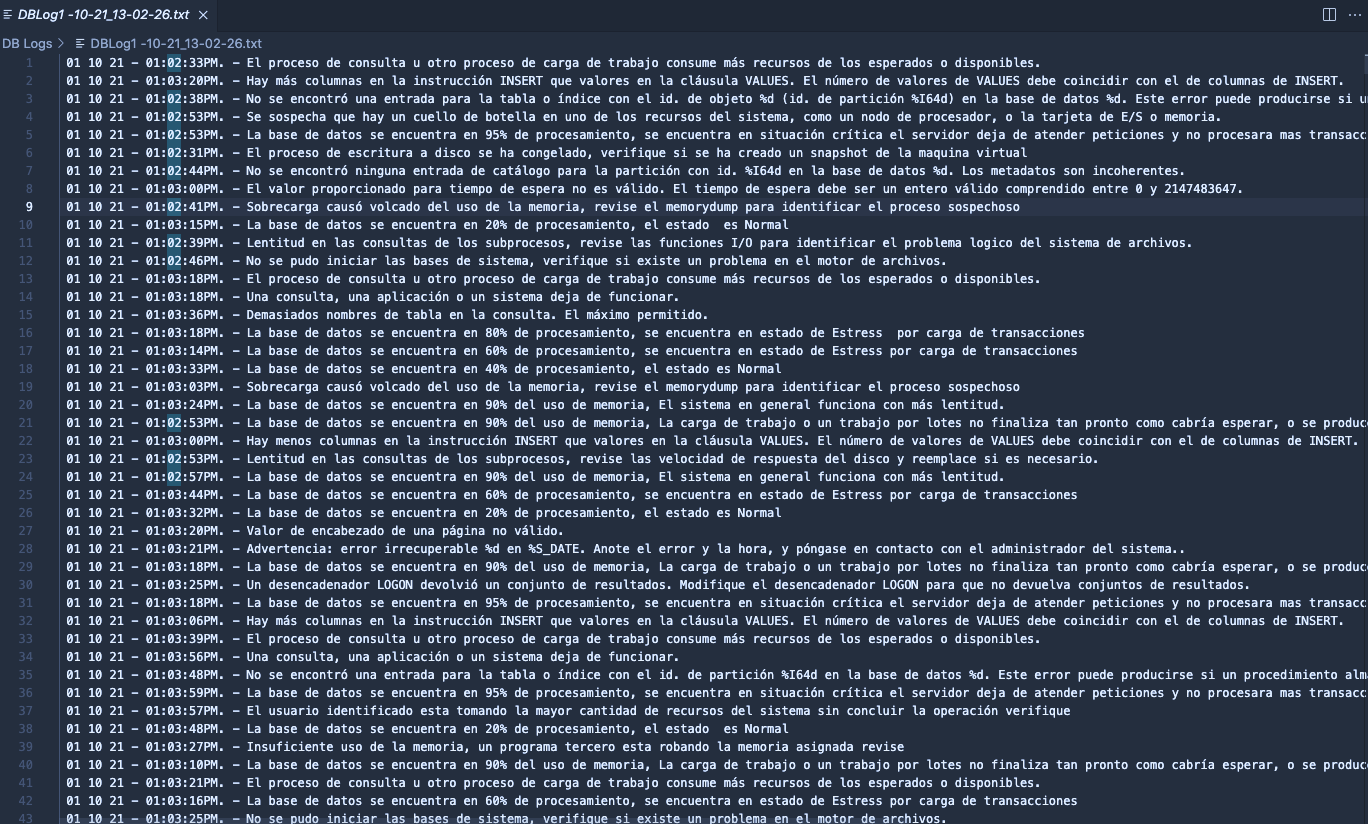 DBLog1 -10-21_13-02-26.txt
DB Logs > DBLog1 -10-21_13-02-26.txt
1 01 10 21 - 01:02:33PM. - El proceso de consulta u otro proceso de carga de trabajo consume más recursos de los esperados o disponibles.
2 01 10 21 - 01:03:20PM. - Hay más columnas en la instrucción INSERT que valores en la cláusula VALUES. El número de valores de VALUES debe coincidir con el de columnas de INSERT.
3 01 10 21 - 01:02:38PM. - No se encontró una entrada para la tabla o índice con el id. de objeto %d (id. de partición %I64d) en la base de datos %d. Este error puede producirse si
4 01 10 21 - 01:02:53PM. - Se sospecha que hay un cuello de botella en uno de los recursos del sistema, como un nodo de procesador, o la tarjeta de E/S o memoria.
5 01 10 21 - 01:02:53PM. - La base de datos se encuentra en 95% de procesamiento, se encuentra en situación crítica el servidor deja de atender peticiones y no procesara mas transacc
6 01 10 21 - 01:02:31PM. - El proceso de escritura a disco se ha congelado, verifique si se ha creado un snapshot de la maquina virtual
7 01 10 21 - 01:02:44PM. - No se encontró ninguna entrada de catálogo para la partición con id. %I64d en la base de datos %d. Los metadatos son incoherentes.
8 01 10 21 - 01:03:00PM. - El valor proporcionado para tiempo de espera no es válido. El tiempo de espera debe ser un entero válido comprendido entre 0 y 2147483647.
9 01 10 21 - 01:02:41PM. - Sobrecarga causó volcado del uso de la memoria, revise el memorydump para identificar el proceso sospechoso
10 01 10 21 - 01:03:15PM. - La base de datos se encuentra en 20% de procesamiento, el estado  es Normal
11 01 10 21 - 01:02:39PM. - Lentitud en las consultas de los subprocesos, revise las funciones I/O para identificar el problema logico del sistema de archivos.
12 01 10 21 - 01:02:46PM. - No se pudo iniciar las bases de sistema, verifique si existe un problema en el motor de archivos.
13 01 10 21 - 01:03:18PM. - El proceso de consulta u otro proceso de carga de trabajo consume más recursos de los esperados o disponibles.
14 01 10 21 - 01:03:18PM. - Una consulta, una aplicación o un sistema deja de funcionar.
15 01 10 21 - 01:03:36PM. - Demasiados nombres de tabla en la consulta. El máximo permitido.
16 01 10 21 - 01:03:18PM. - La base de datos se encuentra en 80% de procesamiento, se encuentra en estado de Estress  por carga de transacciones
17 01 10 21 - 01:03:14PM. - La base de datos se encuentra en 60% de procesamiento, se encuentra en estado de Estress por carga de transacciones
18 01 10 21 - 01:03:33PM. - La base de datos se encuentra en 40% de procesamiento, el estado es Normal
19 01 10 21 - 01:03:03PM. - Sobrecarga causó volcado del uso de la memoria, revise el memorydump para identificar el proceso sospechoso
20 01 10 21 - 01:03:24PM. - La base de datos se encuentra en 90% del uso de memoria, El sistema en general funciona con más lentitud.
21 01 10 21 - 01:02:53PM. - La base de datos se encuentra en 90% del uso de memoria, La carga de trabajo o un trabajo por lotes no finaliza tan pronto como cabría esperar, o se produc
22 01 10 21 - 01:03:00PM. - Hay menos columnas en la instrucción INSERT que valores en la cláusula VALUES. El número de valores de VALUES debe coincidir con el de columnas de INSERT.
23 01 10 21 - 01:02:53PM. - Lentitud en las consultas de los subprocesos, revise las velocidad de respuesta del disco y reemplace si es necesario.
24 01 10 21 - 01:02:57PM. - La base de datos se encuentra en 90% del uso de memoria, El sistema en general funciona con más lentitud.
25 01 10 21 - 01:03:44PM. - La base de datos se encuentra en 60% de procesamiento, se encuentra en estado de Estress por carga de transacciones
26 01 10 21 - 01:03:32PM. - La base de datos se encuentra en 20% de procesamiento, el estado es Normal
27 01 10 21 - 01:03:20PM. - Valor de encabezado de una página no válido.
28 01 10 21 - 01:03:21PM. - Advertencia: error irrecuperable %d en %S_DATE. Anote el error y la hora, y póngase en contacto con el administrador del sistema..
29 01 10 21 - 01:03:18PM. - La base de datos se encuentra en 90% del uso de memoria, La carga de trabajo o un trabajo por lotes no finaliza tan pronto como cabría esperar, o se produc
30 01 10 21 - 01:03:25PM. - Un desencadenador LOGON devolvió un conjunto de resultados. Modifique el desencadenador LOGON para que no devuelva conjuntos de resultados.
31 01 10 21 - 01:03:18PM. - La base de datos se encuentra en 95% de procesamiento, se encuentra en situación crítica el servidor deja de atender peticiones y no procesara mas transacc
32 01 10 21 - 01:03:06PM. - Hay más columnas en la instrucción INSERT que valores en la cláusula VALUES. El número de valores de VALUES debe coincidir con el de columnas de INSERT.
33 01 10 21 - 01:03:39PM. - El proceso de consulta u otro proceso de carga de trabajo consume más recursos de los esperados o disponibles.
34 01 10 21 - 01:03:56PM. - Una consulta, una aplicación o un sistema deja de funcionar.
35 01 10 21 - 01:03:48PM. - No se encontró una entrada para la tabla o índice con el id. de partición %I64d en la base de datos %d. Este error puede producirse si un procedimiento alma
36 01 10 21 - 01:03:59PM. - La base de datos se encuentra en 95% de procesamiento, se encuentra en situación crítica el servidor deja de atender peticiones y no procesara mas transacc
37 01 10 21 - 01:03:57PM. - El usuario identificado esta tomando la mayor cantidad de recursos del sistema sin concluir la operación verifique
38 01 10 21 - 01:03:48PM. - La base de datos se encuentra en 20% de procesamiento, el estado  es Normal
39 01 10 21 - 01:03:27PM. - Insuficiente uso de la memoria, un programa tercero esta robando la memoria asignada revise
40 01 10 21 - 01:03:10PM. - La base de datos se encuentra en 90% del uso de memoria, La carga de trabajo o un trabajo por lotes no finaliza tan pronto como cabría esperar, o se produc
41 01 10 21 - 01:03:21PM. - El proceso de consulta u otro proceso de carga de trabajo consume más recursos de los esperados o disponibles.
42 01 10 21 - 01:03:16PM. - La base de datos se encuentra en 60% de procesamiento, se encuentra en estado de Estress por carga de transacciones
43 01 10 21 - 01:03:25PM. - No se pudo iniciar las bases de sistema, verifique si existe un problema en el motor de archivos.